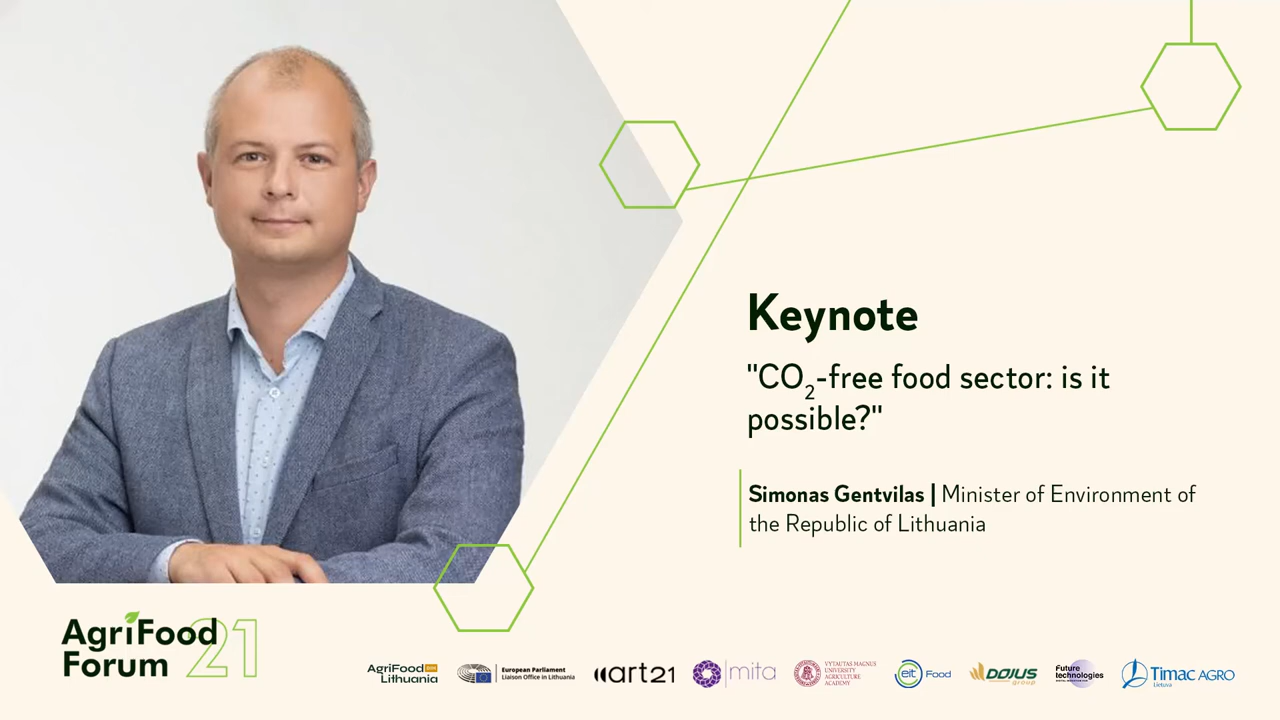 Keynote
"CO₂-free food sector: is it
possible?"
Simonas Gentvilas | Minister of Environment of
the Republic of Lithuania
AgriFood
Forum 21
AgriFood
Lithuania
European Parliament
Liaison Office in Lithuania
art21
mita
VYTAUTAS MAGNUS
UNIVERSITY
AGRICULTURE
ACADEMY
eit Food
DOJUS
group
Future
technologies
Timac AGRO
Lietuva